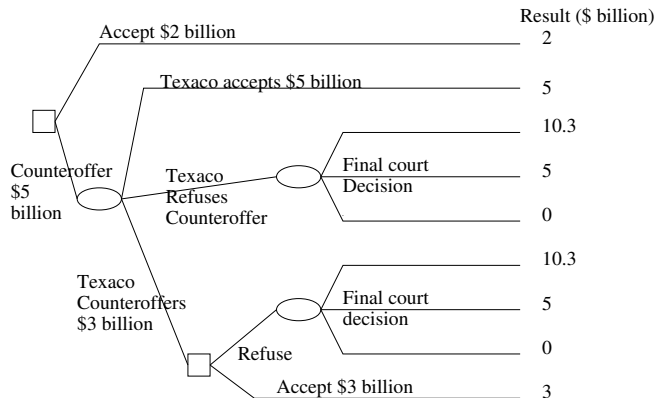 Result ($ billion)
Accept $2 billion
2
Texaco accepts $5 billion
5
10.3
Counteroffer
$5
billion
Texaco
Refuses
Counteroffer
Final court
Decision
5
0
10.3
Texaco
Counteroffers
$3 billion
Final court
decision
5
Refuse
0
Accept $3 billion
3